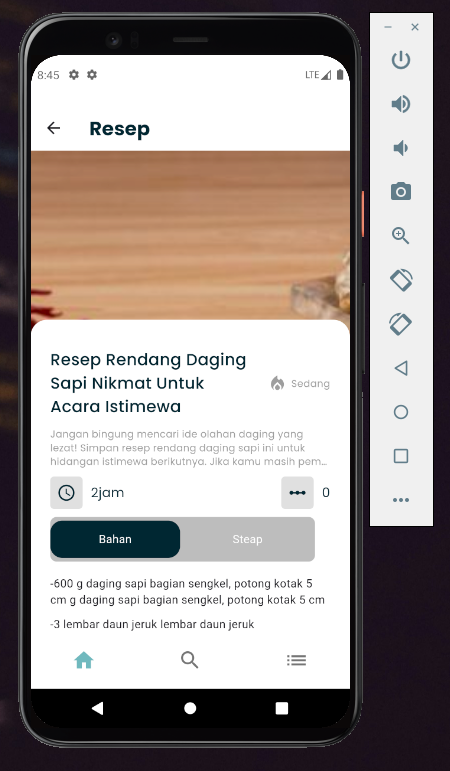 8:45
LTE
Resep
Resep Rendang Daging
Sapi Nikmat Untuk
Acara Istimewa
Sedang
Jangan bingung mencari ide olahan daging yang
lezat! Simpan resep rendang daging sapi ini untuk
hidangan istimewa berikutnya. Jika kamu masih pem...
2jam
0
Bahan
Steap
-600 g daging sapi bagian sengkel, potong kotak 5
cm g daging sapi bagian sengkel, potong kotak 5 cm
-3 lembar daun jeruk lembar daun jeruk